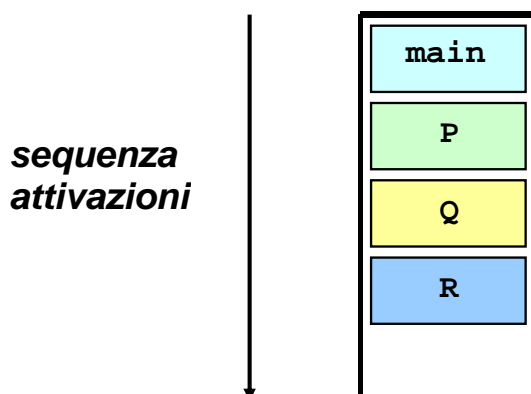 sequenza
attivazioni
main
P
Q
R